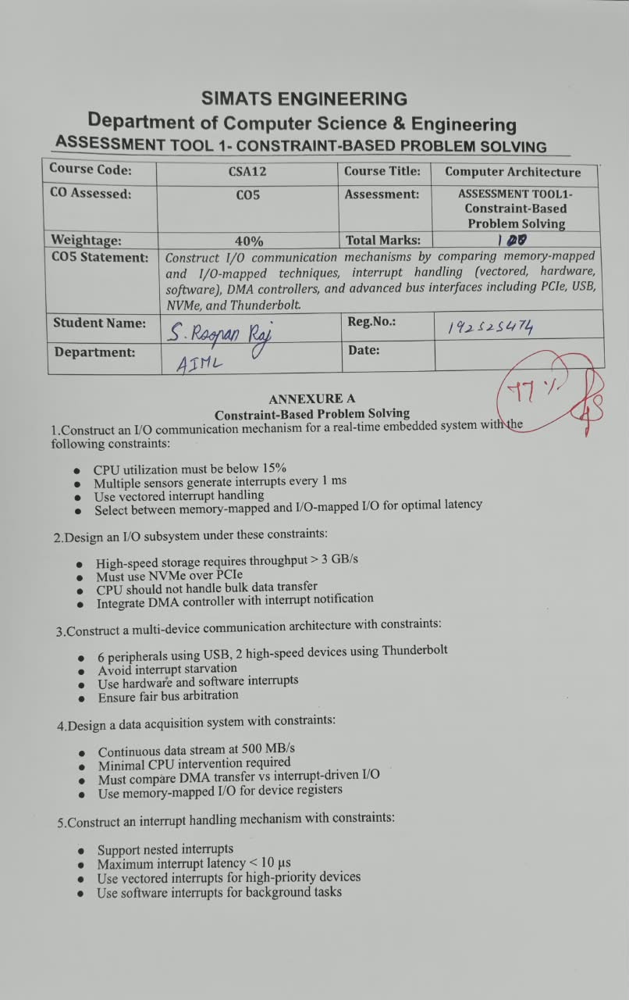 SIMATS ENGINEERING
Department of Computer Science & Engineering
ASSESSMENT TOOL 1- CONSTRAINT-BASED PROBLEM SOLVING
Course Code: CSA12 Course Title: Computer Architecture
CO Assessed: CO5 Assessment: ASSESSMENT TOOL1-
Constraint-Based
Problem Solving
Weightage: 40% Total Marks: 100
CO5 Statement: Construct I/O communication mechanisms by comparing memory-mapped
and I/O-mapped techniques, interrupt handling (vectored, hardware,
software), DMA controllers, and advanced bus interfaces including PCIe, USB,
NVMe, and Thunderbolt.
Student Name: S. Roopan Raj Reg.No.: 192525474
Department: AIML Date:
77 %
ANNEXURE A
Constraint-Based Problem Solving
1.Construct an I/O communication mechanism for a real-time embedded system with the
following constraints:
● CPU utilization must be below 15%
● Multiple sensors generate interrupts every 1 ms
● Use vectored interrupt handling
● Select between memory-mapped and I/O-mapped I/O for optimal latency
2.Design an I/O subsystem under these constraints:
● High-speed storage requires throughput > 3 GB/s
● Must use NVMe over PCIe
● CPU should not handle bulk data transfer
● Integrate DMA controller with interrupt notification
3.Construct a multi-device communication architecture with constraints:
● 6 peripherals using USB, 2 high-speed devices using Thunderbolt
● Avoid interrupt starvation
● Use hardware and software interrupts
● Ensure fair bus arbitration
4.Design a data acquisition system with constraints:
● Continuous data stream at 500 MB/s
● Minimal CPU intervention required
● Must compare DMA transfer vs interrupt-driven I/O
● Use memory-mapped I/O for device registers
5.Construct an interrupt handling mechanism with constraints:
● Support nested interrupts
● Maximum interrupt latency < 10 µs
● Use vectored interrupts for high-priority devices
● Use software interrupts for background tasks